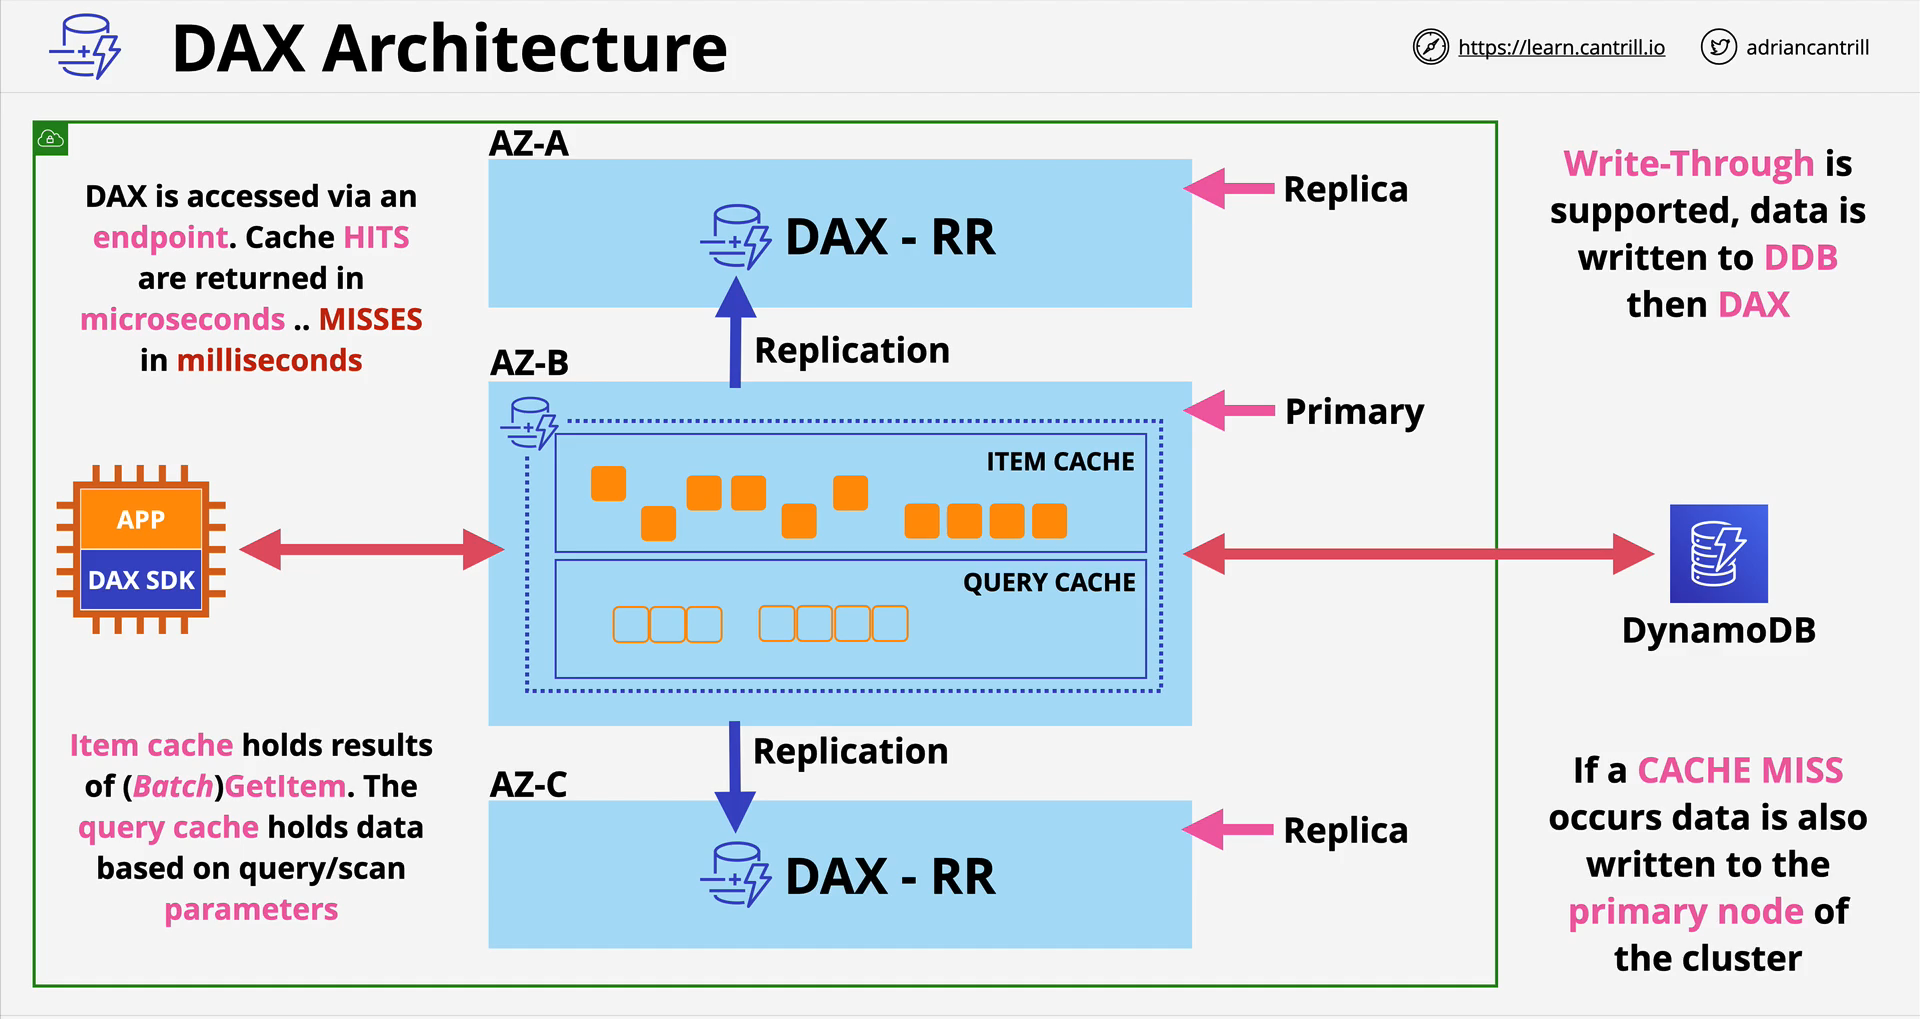 DAX Architecture
https://learn.cantrill.io
adriancantrill
DAX is accessed via an
endpoint. Cache HITS
are returned in
microseconds .. MISSES
in milliseconds
AZ-A
DAX - RR
Replica
Write-Through is
supported, data is
written to DDB
then DAX
Replication
AZ-B
Primary
ITEM CACHE
QUERY CACHE
APP
DAX SDK
DynamoDB
Replication
AZ-C
DAX - RR
Replica
Item cache holds results
of (Batch)GetItem. The
query cache holds data
based on query/scan
parameters
If a CACHE MISS
occurs data is also
written to the
primary node of
the cluster